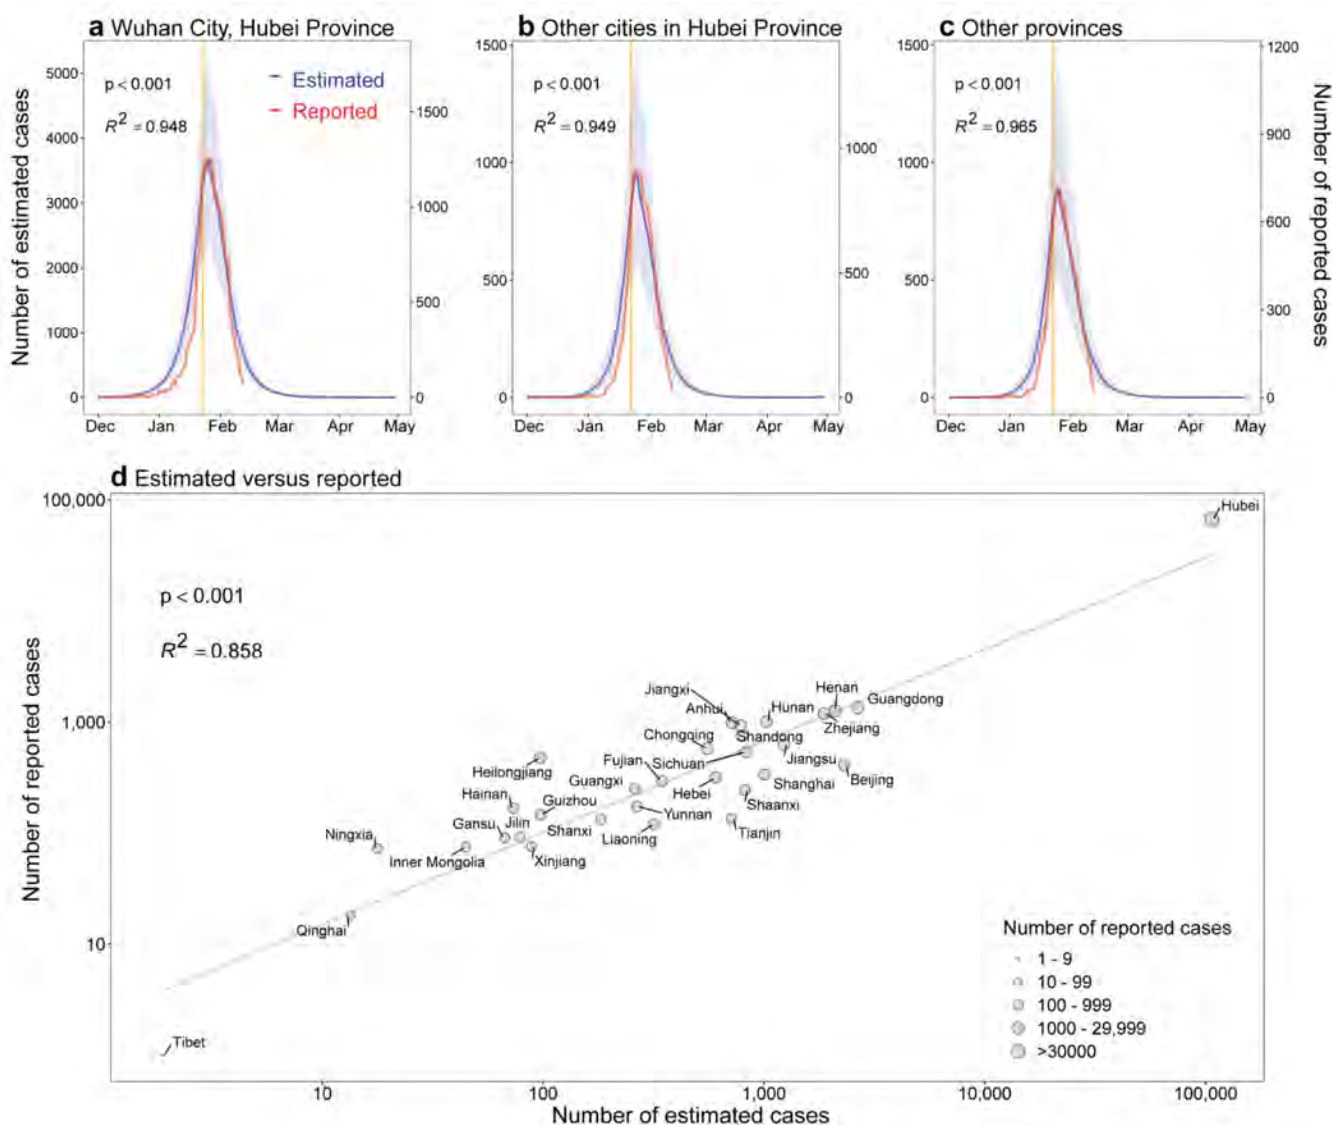 a Wuhan City, Hubei Province
b Other cities in Hubei Province
c Other provinces
Number of estimated cases
5000
4000
3000
2000
1000
0
p < 0.001
R² = 0.948
Estimated
Reported
1500
1000
500
0
Dec Jan Feb Mar Apr May
1500
1000
500
0
p < 0.001
R² = 0.949
1000
500
0
Dec Jan Feb Mar Apr May
1500
1000
500
0
p < 0.001
R² = 0.965
1200
900
600
300
0
Number of reported cases
Dec Jan Feb Mar Apr May
d Estimated versus reported
Number of reported cases
100,000
1,000
10
p < 0.001
R² = 0.858
Hubei
Jiangxi
Henan
Guangdong
Anhui
Hunan
Zhejiang
Chongqing
Shandong
Fujian
Sichuan
Jiangsu
Heilongjiang
Guangxi
Hebei
Shanghai
Beijing
Hainan
Guizhou
Shaanxi
Gansu
Jilin
Shanxi
Yunnan
Ningxia
Liaoning
Tianjin
Inner Mongolia
Xinjiang
Qinghai
Tibet
Number of reported cases
1 - 9
10 - 99
100 - 999
1000 - 29,999
>30000
10 100 1,000 10,000 100,000
Number of estimated cases